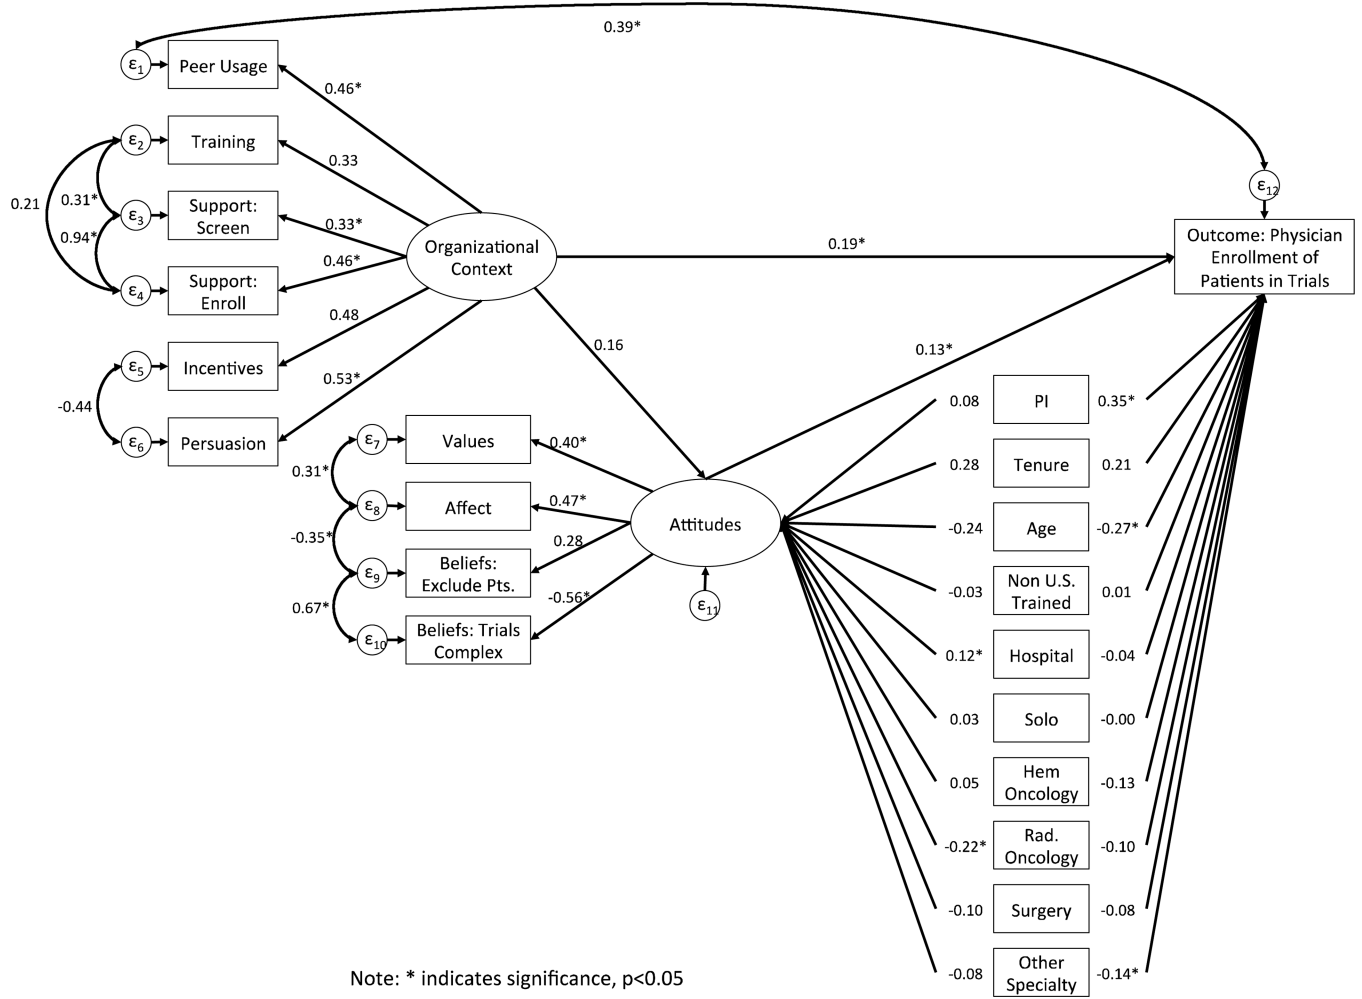 0.39*
ε1
Peer Usage
0.46*
ε2
Training
0.33
0.21
0.31*
ε3
Support:
Screen
0.33*
0.94*
ε4
Support:
Enroll
0.46*
Organizational
Context
0.19*
ε12
Outcome: Physician
Enrollment of
Patients in Trials
0.48
ε5
Incentives
-0.44
0.53*
ε6
Persuasion
0.16
0.13*
ε7
Values
0.40*
0.31*
ε8
Affect
0.47*
-0.35*
ε9
Beliefs:
Exclude Pts.
0.28
0.67*
ε10
Beliefs: Trials
Complex
-0.56*
Attitudes
ε11
0.08 PI 0.35*
0.28 Tenure 0.21
-0.24 Age -0.27*
-0.03 Non U.S.
Trained 0.01
0.12* Hospital -0.04
0.03 Solo -0.00
0.05 Hem
Oncology -0.13
-0.22* Rad.
Oncology -0.10
-0.10 Surgery -0.08
-0.08 Other
Specialty -0.14*
Note: * indicates significance, p<0.05